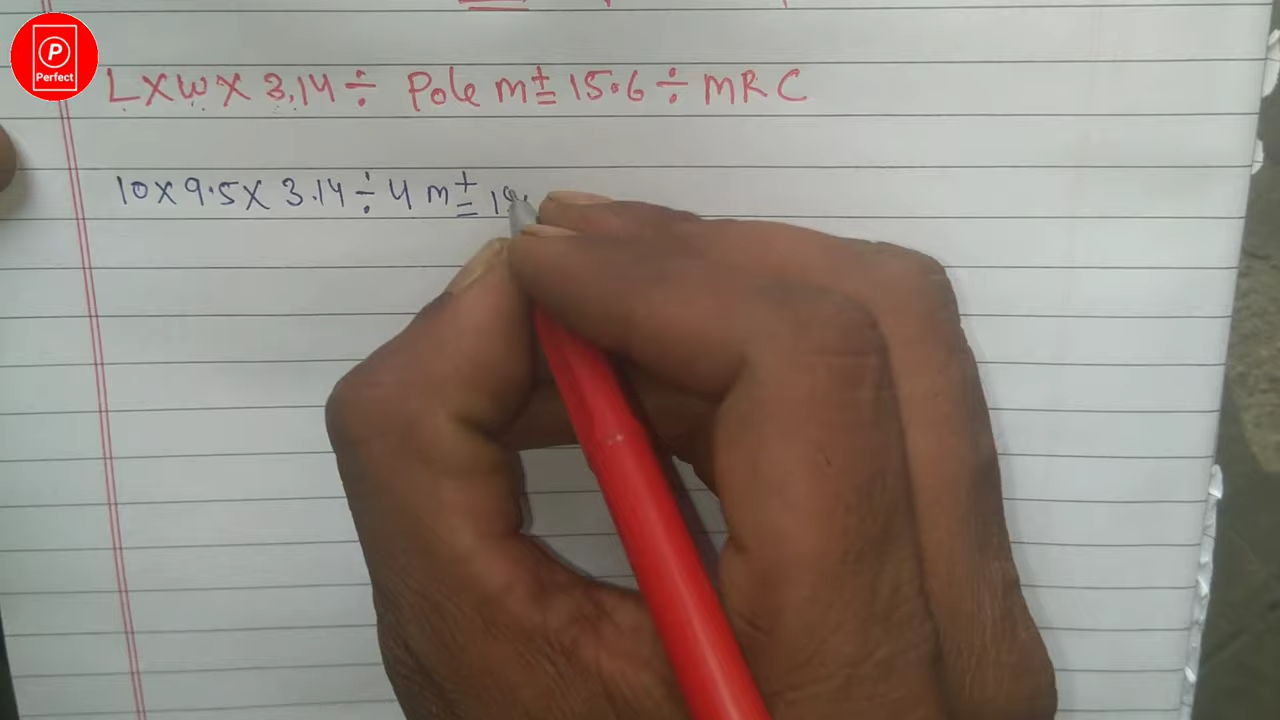 P
Perfect
L X W X 3.14 ÷ Pole m± 15.6 ÷ MRC
10 X 9.5 X 3.14 ÷ 4 m±